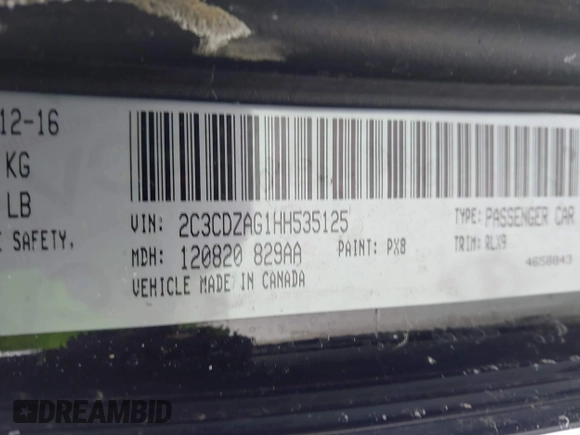 12-16
KG
LB
E SAFETY,
VIN: 2C3CDZAG1HH535125
TYPE: PASSENGER CAR
MDH: 120820 829AA
PAINT: PX8
TRIM: RLX9
VEHICLE MADE IN CANADA
4658843
DREAMBID